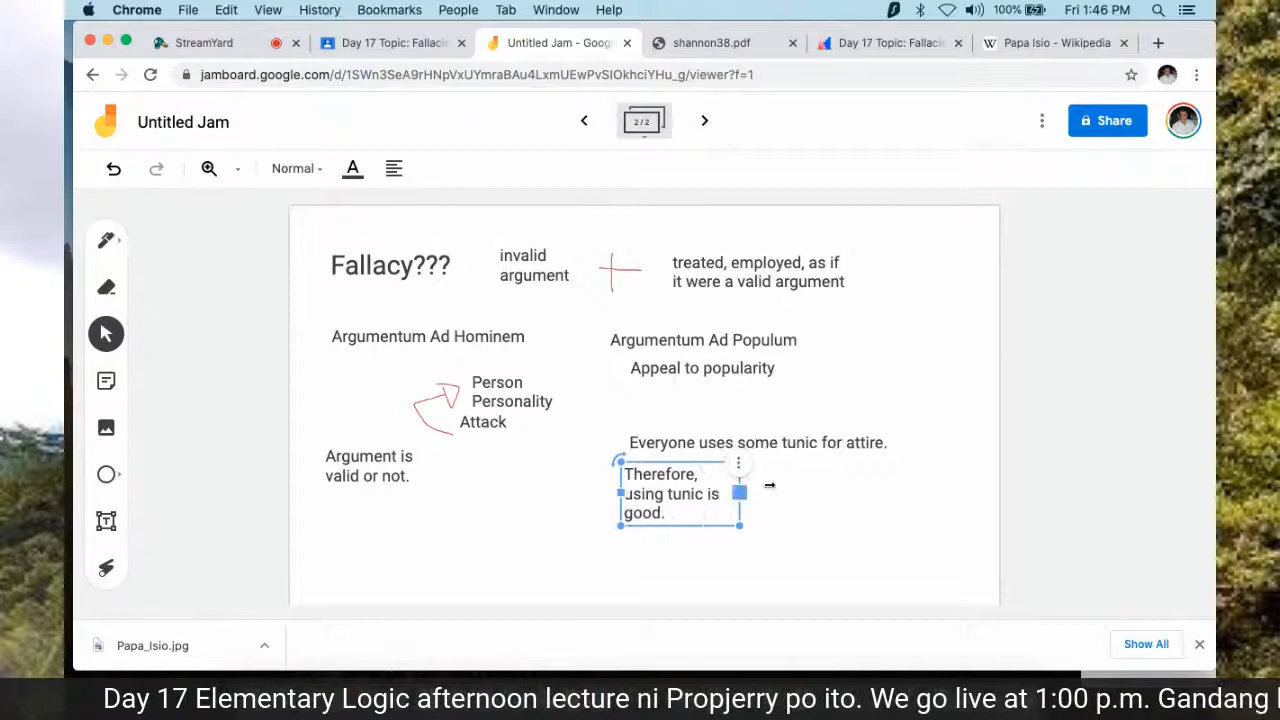 Chrome File Edit View History Bookmarks People Tab Window Help 100% Fri 1:46 PM
StreamYard Day 17 Topic: Fallacie Untitled Jam - Goog shannon38.pdf Day 17 Topic: Fallacie Papa Isio - Wikipedia
jamboard.google.com/d/1SWn3SeA9rHNpVxUYmraBAu4LxmUEwPvSIOkhciYHu_g/viewer?f=1
Untitled Jam 2/2 Share
Normal A
Fallacy???
invalid
argument
treated, employed, as if
it were a valid argument
Argumentum Ad Hominem
Person
Personality
Attack
Argument is
valid or not.
Argumentum Ad Populum
Appeal to popularity
Everyone uses some tunic for attire.
Therefore,
using tunic is
good.
Papa_Isio.jpg Show All
Day 17 Elementary Logic afternoon lecture ni Propjerry po ito. We go live at 1:00 p.m. Gandang